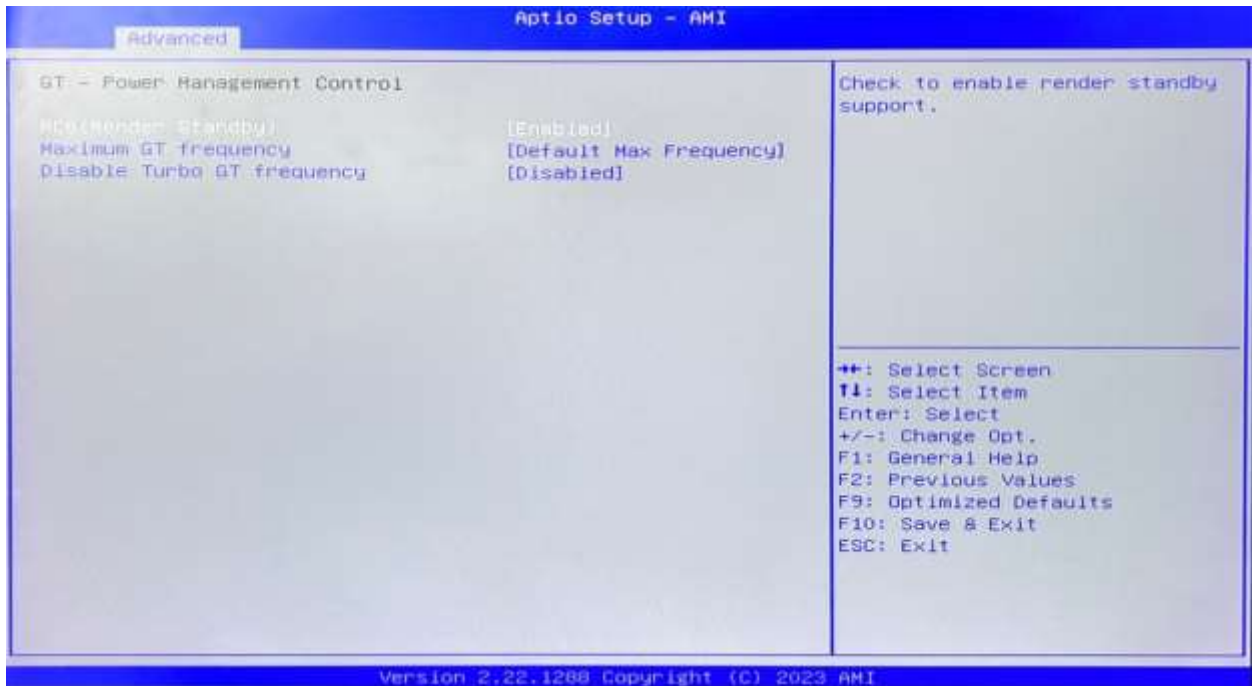 Aptio Setup - AMI
Advanced
GT - Power Management Control
RC6(Render Standby) [Enabled]
Maximum GT frequency [Default Max Frequency]
Disable Turbo GT frequency [Disabled]
Check to enable render standby
support.
→←: Select Screen
↑↓: Select Item
Enter: Select
+/-: Change Opt.
F1: General Help
F2: Previous Values
F9: Optimized Defaults
F10: Save & Exit
ESC: Exit
Version 2.22.1288 Copyright (C) 2023 AMI